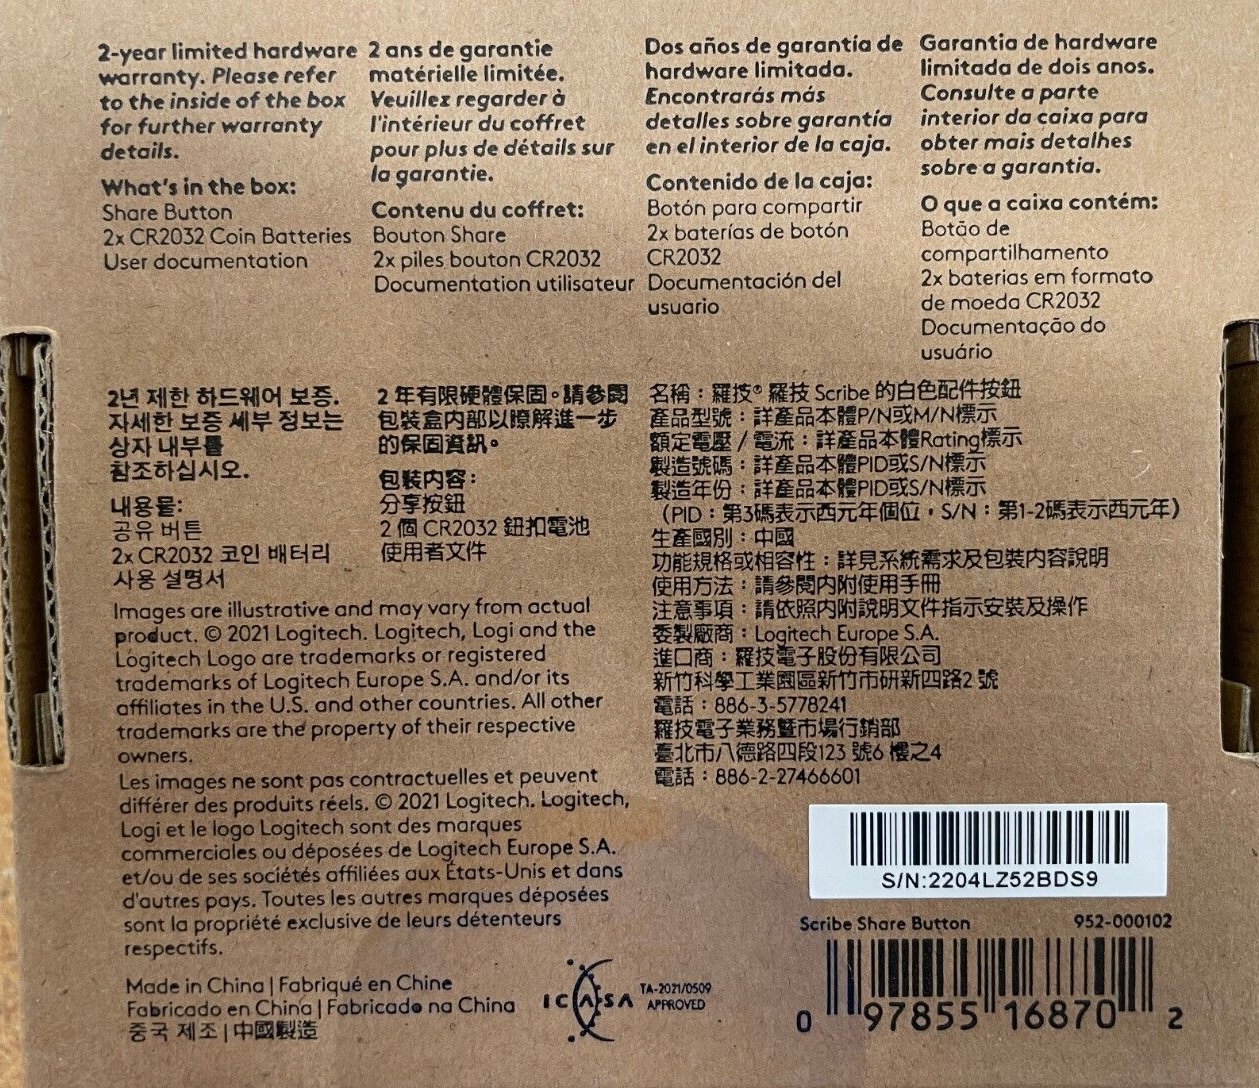 2-year limited hardware
warranty. Please refer
to the inside of the box
for further warranty
details.
What's in the box:
Share Button
2x CR2032 Coin Batteries
User documentation
2 ans de garantie
matérielle limitée.
Veuillez regarder à
l'intérieur du coffret
pour plus de détails sur
la garantie.
Contenu du coffret:
Bouton Share
2x piles bouton CR2032
Documentation utilisateur
Dos años de garantía de
hardware limitada.
Encontrarás más
detalles sobre garantía
en el interior de la caja.
Contenido de la caja:
Botón para compartir
2x baterías de botón
CR2032
Documentación del
usuario
Garantia de hardware
limitada de dois anos.
Consulte a parte
interior da caixa para
obter mais detalhes
sobre a garantia.
O que a caixa contém:
Botão de
compartilhamento
2x baterias em formato
de moeda CR2032
Documentação do
usuário
2년 제한 하드웨어 보증.
자세한 보증 세부 정보는
상자 내부를
참조하십시오.
내용물:
공유 버튼
2x CR2032 코인 배터리
사용 설명서
2 年有限硬體保固。請參閱
包裝盒內部以瞭解進一步
的保固資訊。
包裝內容:
分享按鈕
2 個 CR2032 鈕扣電池
使用者文件
名稱：羅技® 羅技 Scribe 的白色配件按鈕
產品型號：詳產品本體P/N或M/N標示
額定電壓 / 電流：詳產品本體Rating標示
製造號碼：詳產品本體PID或S/N標示
製造年份：詳產品本體PID或S/N標示
（PID：第3碼表示西元年個位，S/N：第1-2碼表示西元年）
生產國別：中國
功能規格或相容性：詳見系統需求及包裝內容說明
使用方法：請參閱內附使用手冊
注意事項：請依照內附說明文件指示安裝及操作
委製廠商：Logitech Europe S.A.
進口商：羅技電子股份有限公司
新竹科學工業園區新竹市研新四路2 號
電話：886-3-5778241
羅技電子業務暨市場行銷部
臺北市八德路四段123 號6 樓之4
電話：886-2-27466601
Images are illustrative and may vary from actual
product. © 2021 Logitech. Logitech, Logi and the
Logitech Logo are trademarks or registered
trademarks of Logitech Europe S.A. and/or its
affiliates in the U.S. and other countries. All other
trademarks are the property of their respective
owners.
Les images ne sont pas contractuelles et peuvent
différer des produits réels. © 2021 Logitech. Logitech,
Logi et le logo Logitech sont des marques
commerciales ou déposées de Logitech Europe S.A.
et/ou de ses sociétés affiliées aux États-Unis et dans
d'autres pays. Toutes les autres marques déposées
sont la propriété exclusive de leurs détenteurs
respectifs.
Made in China | Fabriqué en Chine
Fabricado en China | Fabricado na China
중국 제조 | 中國製造
ICASA
TA-2021/0509
APPROVED
S/N:2204LZ52BDS9
Scribe Share Button 952-000102
0 97855 16870 2